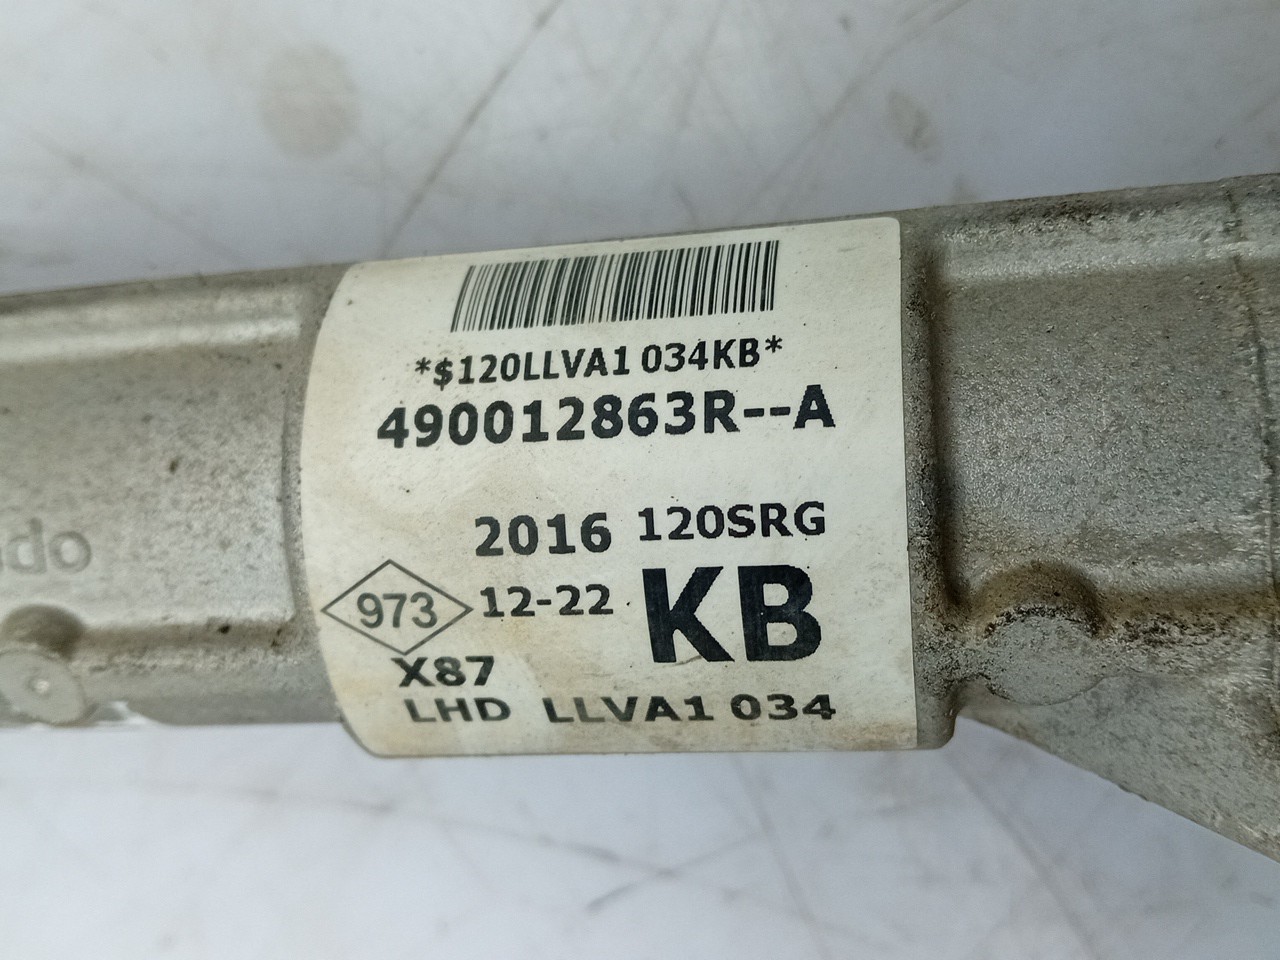 *$120LLVA1 034KB*
490012863R--A
2016 120SRG
973 12-22 KB
X87
LHD LLVA1 034